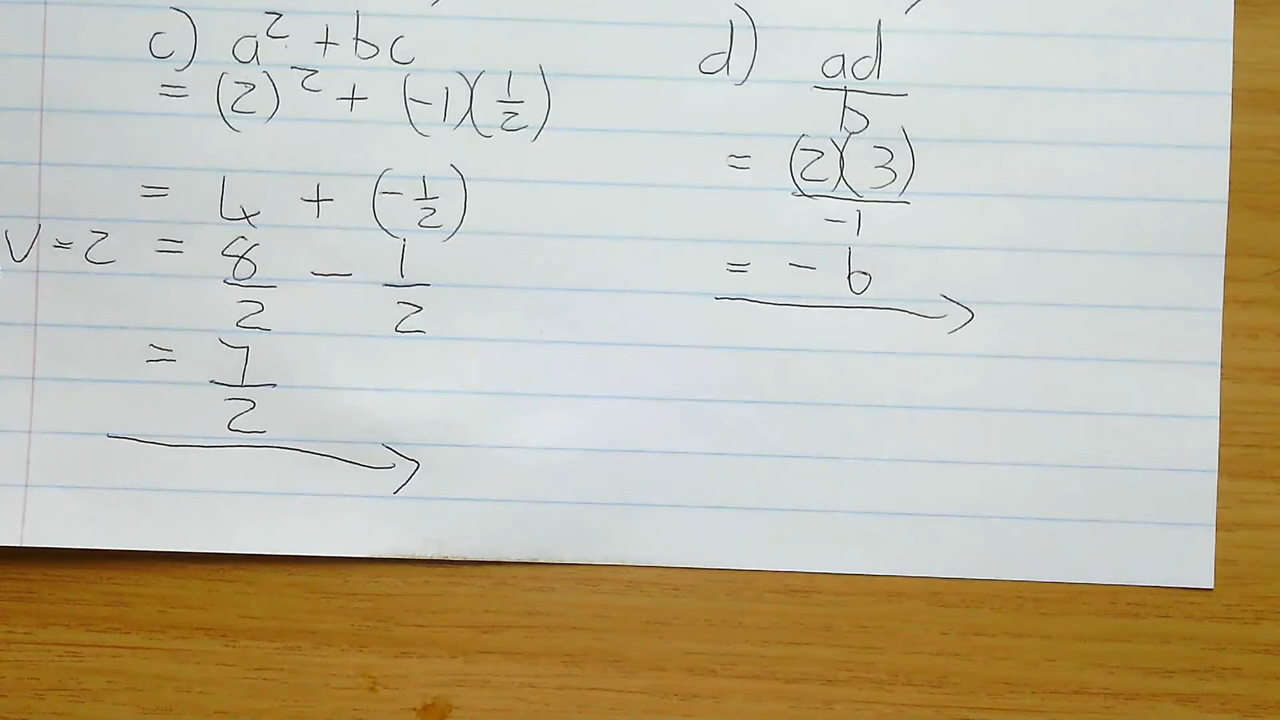 c) a² + bc
= (2)² + (-1)(1/2)
= 4 + (-1/2)
V=2 = 8/2 - 1/2
= 7/2
d) ad/b
= (2)(3)/-1
= -6